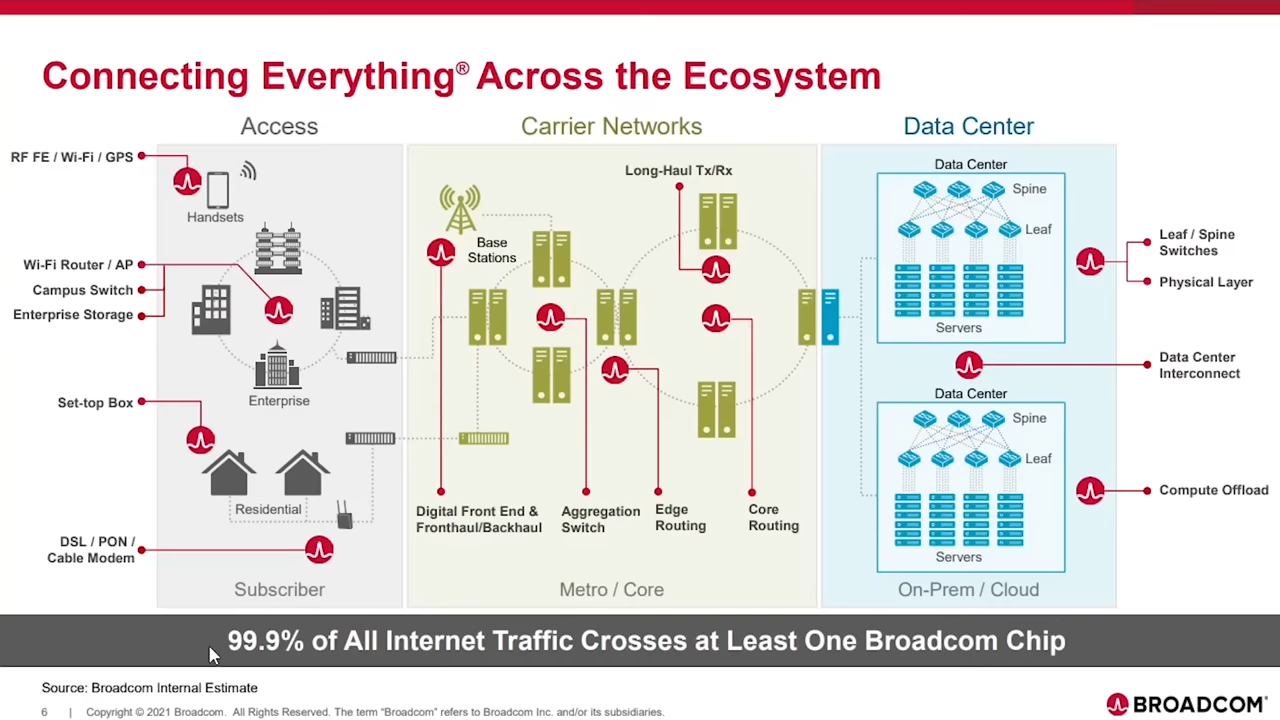 Connecting Everything® Across the Ecosystem
Access
Carrier Networks
Data Center
RF FE / Wi-Fi / GPS
Handsets
Wi-Fi Router / AP
Campus Switch
Enterprise Storage
Enterprise
Set-top Box
Residential
DSL / PON /
Cable Modem
Subscriber
Long-Haul Tx/Rx
Base
Stations
Digital Front End &
Fronthaul/Backhaul
Aggregation
Switch
Edge
Routing
Core
Routing
Metro / Core
Data Center
Spine
Leaf
Servers
Leaf / Spine
Switches
Physical Layer
Data Center
Interconnect
Data Center
Spine
Leaf
Servers
Compute Offload
On-Prem / Cloud
99.9% of All Internet Traffic Crosses at Least One Broadcom Chip
Source: Broadcom Internal Estimate
6 | Copyright © 2021 Broadcom. All Rights Reserved. The term “Broadcom” refers to Broadcom Inc. and/or its subsidiaries.
BROADCOM®